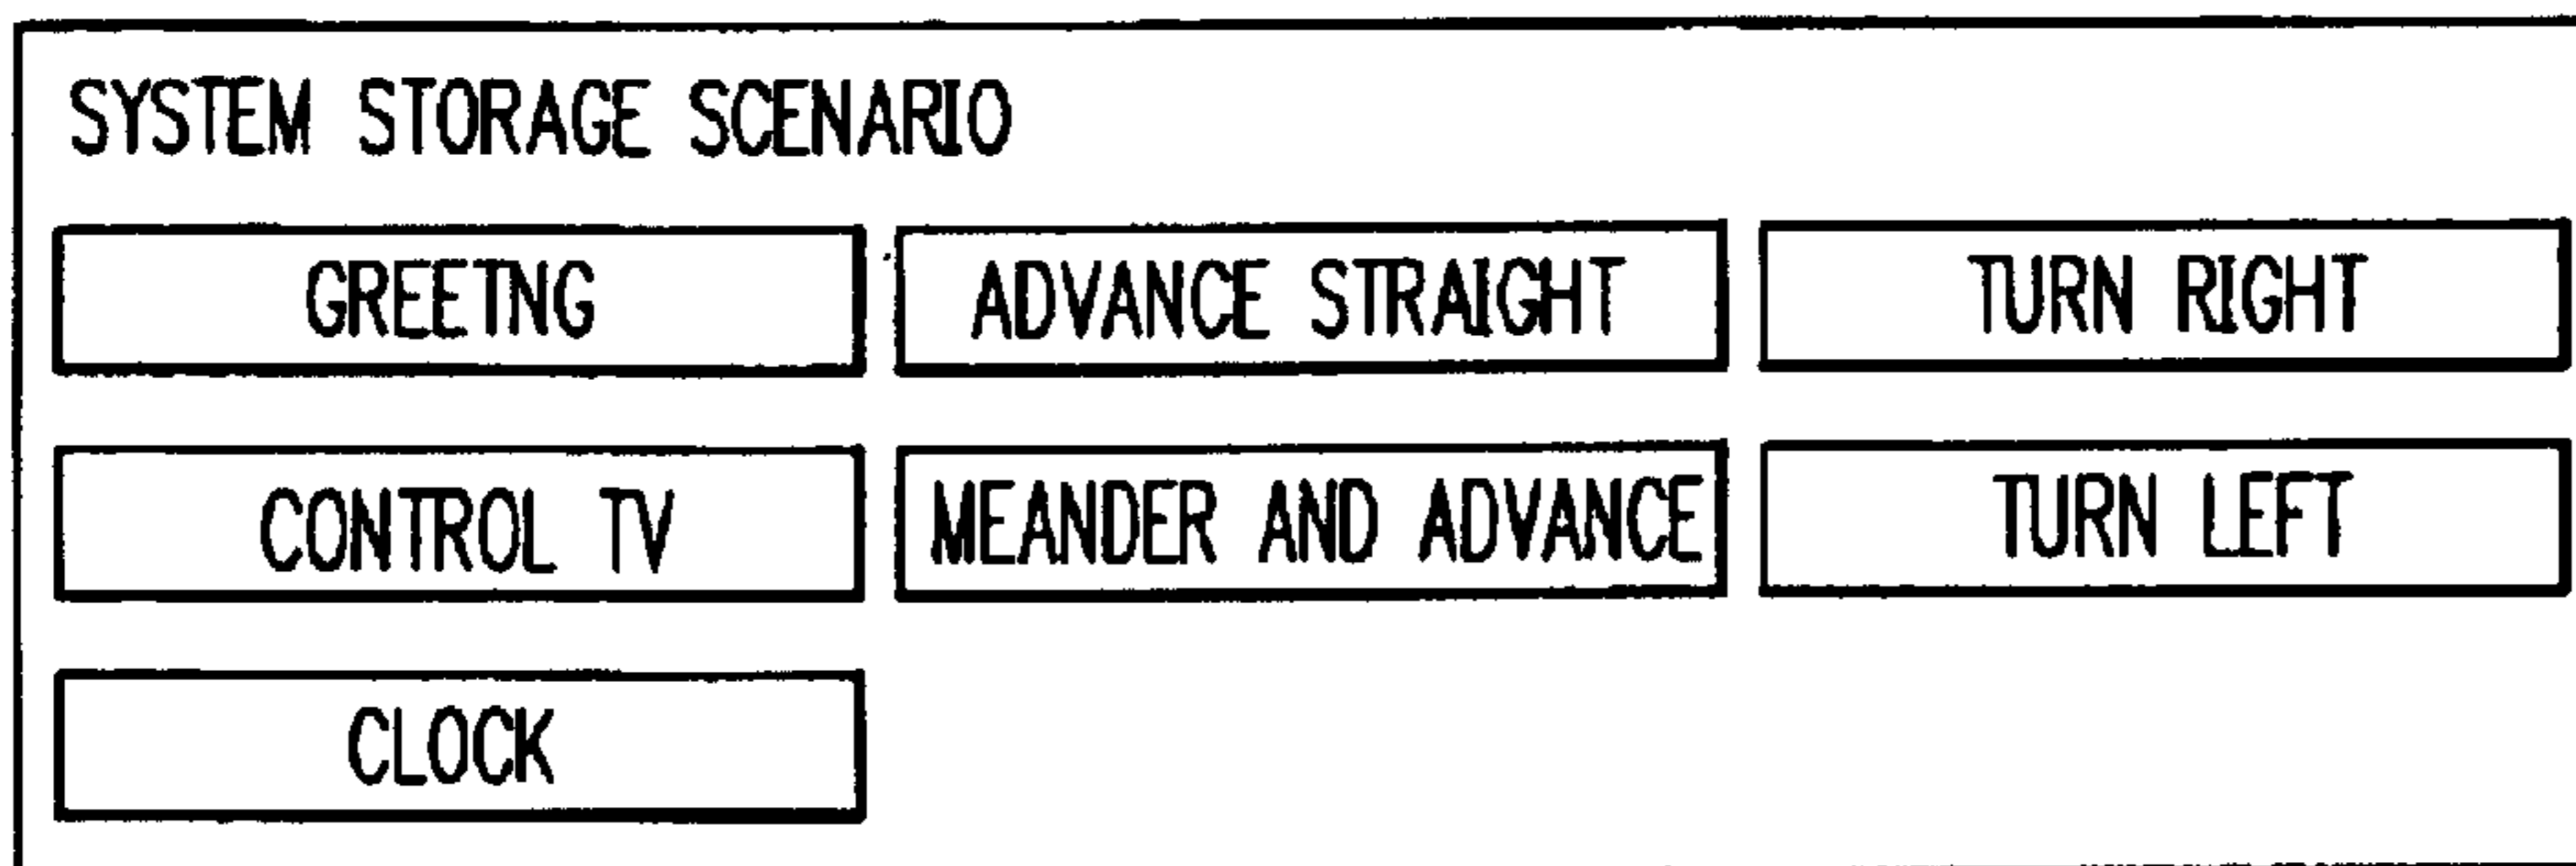 SYSTEM STORAGE SCENARIO
GREETNG
ADVANCE STRAIGHT
TURN RIGHT
CONTROL TV
MEANDER AND ADVANCE
TURN LEFT
CLOCK